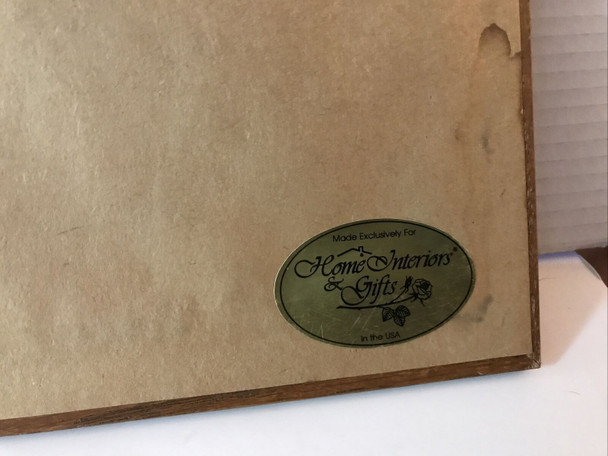 Made Exclusively For
Home Interiors®
& Gifts
in the USA